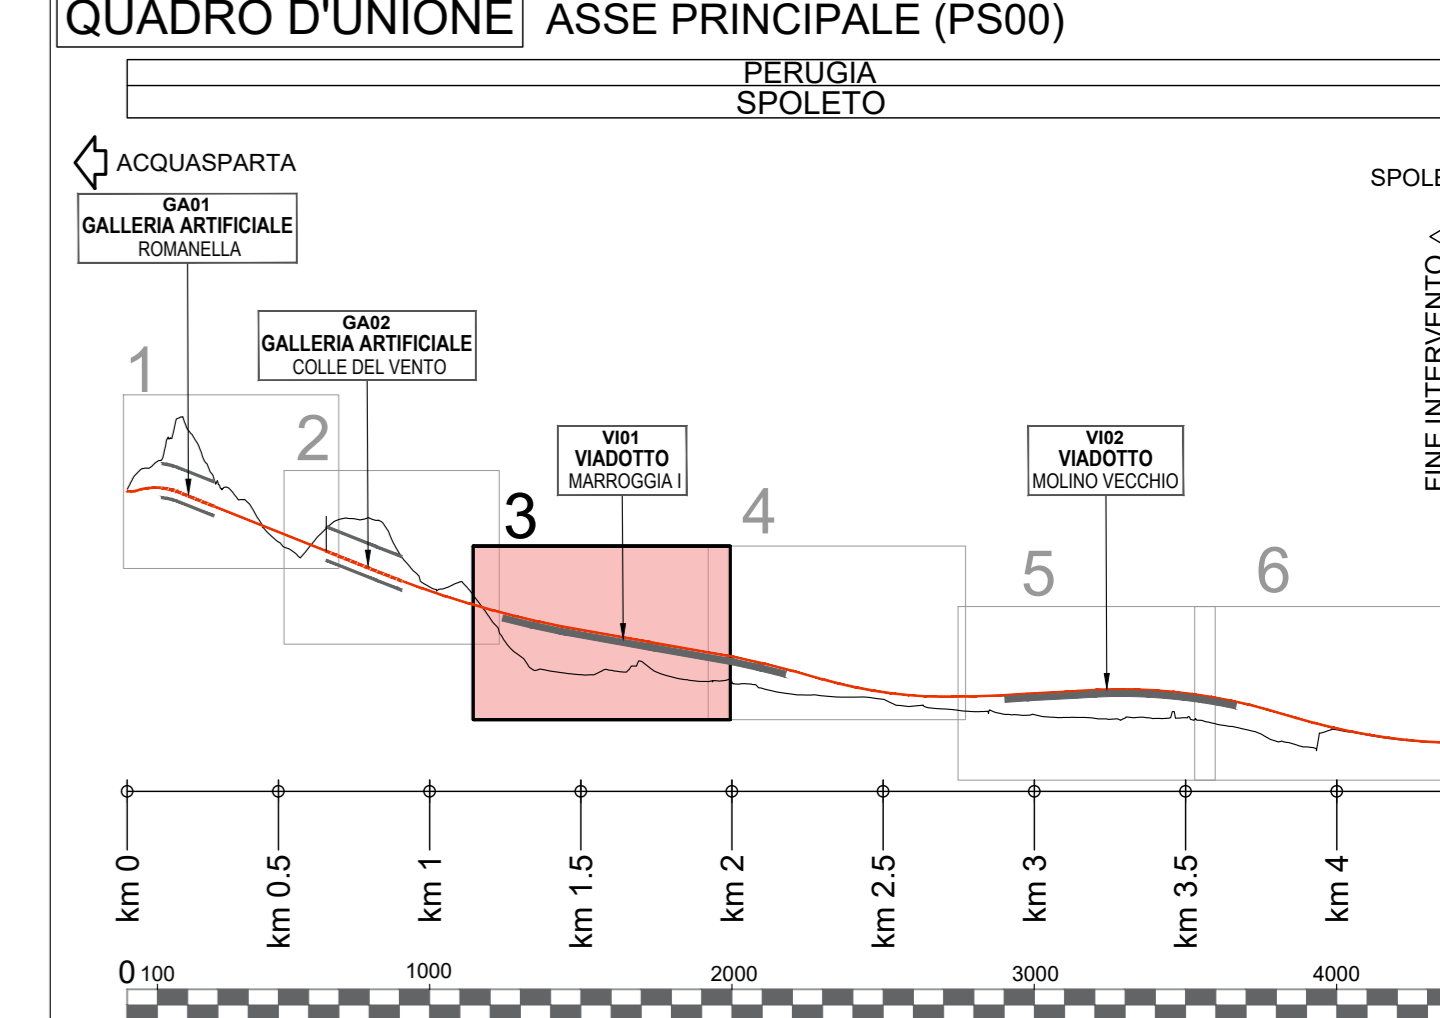 QUADRO D'UNIONE ASSE PRINCIPALE (PS00)
PERUGIA
SPOLETO
ACQUASPARTA
GA01
GALLERIA ARTIFICIALE
ROMANELLA
GA02
GALLERIA ARTIFICIALE
COLLE DEL VENTO
VI01
VIADOTTO
MARROGGIA I
VI02
VIADOTTO
MOLINO VECCHIO
FINE INTERVENTO
1
2
3
4
5
6
km 0
km 0.5
km 1
km 1.5
km 2
km 2.5
km 3
km 3.5
km 4
0 100 1000 2000 3000 4000